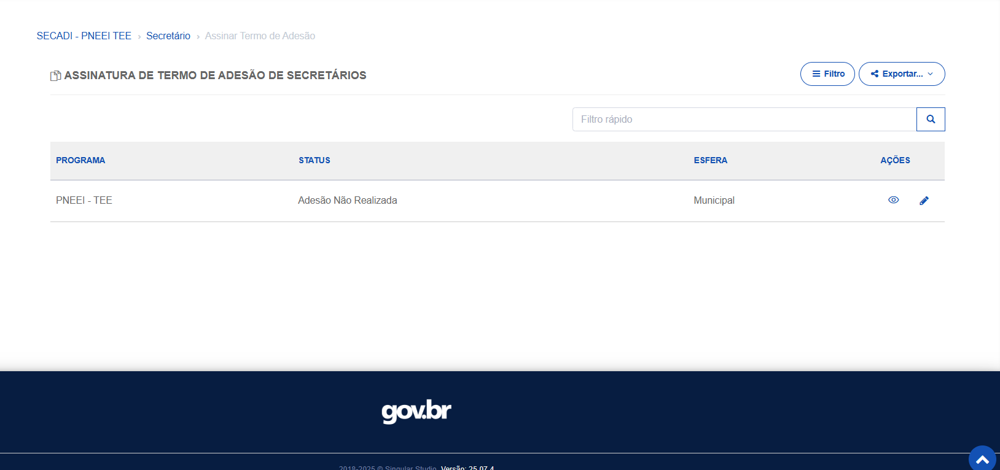 SECADI - PNEEI TEE › Secretário › Assinar Termo de Adesão
ASSINATURA DE TERMO DE ADESÃO DE SECRETÁRIOS
Filtro Exportar...
Filtro rápido
PROGRAMA STATUS ESFERA AÇÕES
PNEEI - TEE Adesão Não Realizada Municipal
gov.br
2018-2025 © Singular Studio. Versão: 25.07.4